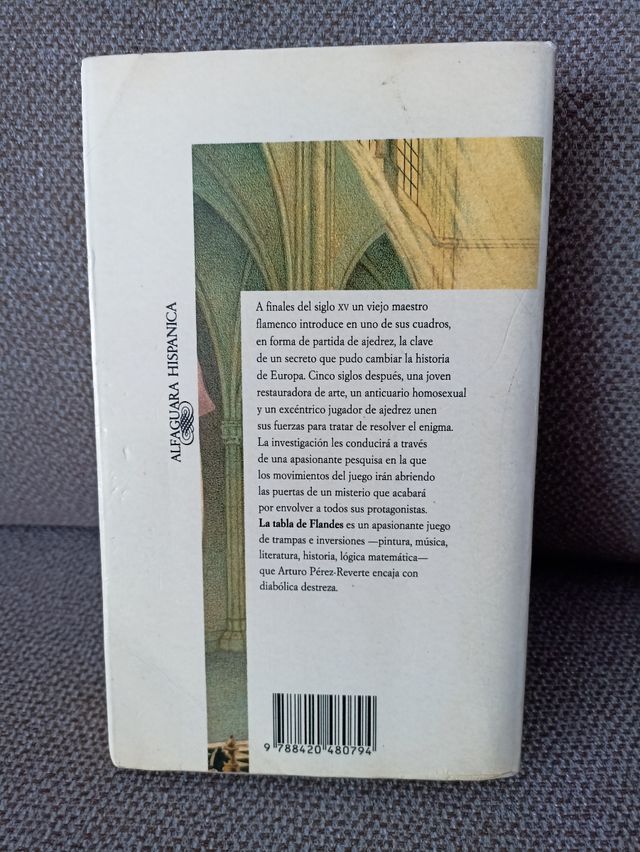 ALFAGUARA HISPANICA
A finales del siglo XV un viejo maestro
flamenco introduce en uno de sus cuadros,
en forma de partida de ajedrez, la clave
de un secreto que pudo cambiar la historia
de Europa. Cinco siglos después, una joven
restauradora de arte, un anticuario homosexual
y un excéntrico jugador de ajedrez unen
sus fuerzas para tratar de resolver el enigma.
La investigación les conducirá a través
de una apasionante pesquisa en la que
los movimientos del juego irán abriendo
las puertas de un misterio que acabará
por envolver a todos sus protagonistas.
La tabla de Flandes es un apasionante juego
de trampas e inversiones —pintura, música,
literatura, historia, lógica matemática—
que Arturo Pérez-Reverte encaja con
diabólica destreza.
9 788420 480794